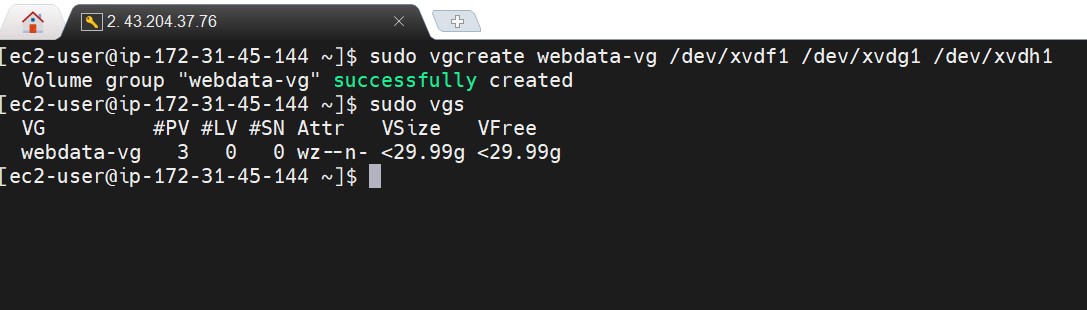 2. 43.204.37.76
[ec2-user@ip-172-31-45-144 ~]$ sudo vgcreate webdata-vg /dev/xvdf1 /dev/xvdg1 /dev/xvdh1
  Volume group "webdata-vg" successfully created
[ec2-user@ip-172-31-45-144 ~]$ sudo vgs
  VG         #PV #LV #SN Attr   VSize   VFree
  webdata-vg   3   0   0 wz--n- <29.99g <29.99g
[ec2-user@ip-172-31-45-144 ~]$